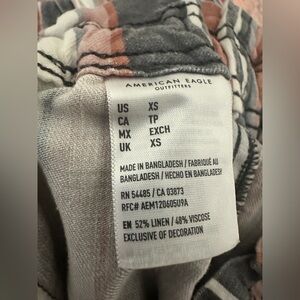 AMERICAN EAGLE
OUTFITTERS
US XS
CA TP
MX EXCH
UK XS
MADE IN BANGLADESH / FABRIQUÉ AU
BANGLADESH / HECHO EN BANGLADESH
RN 54485 / CA 03873
RFC# AEM120605U9A
EN 52% LINEN / 48% VISCOSE
EXCLUSIVE OF DECORATION